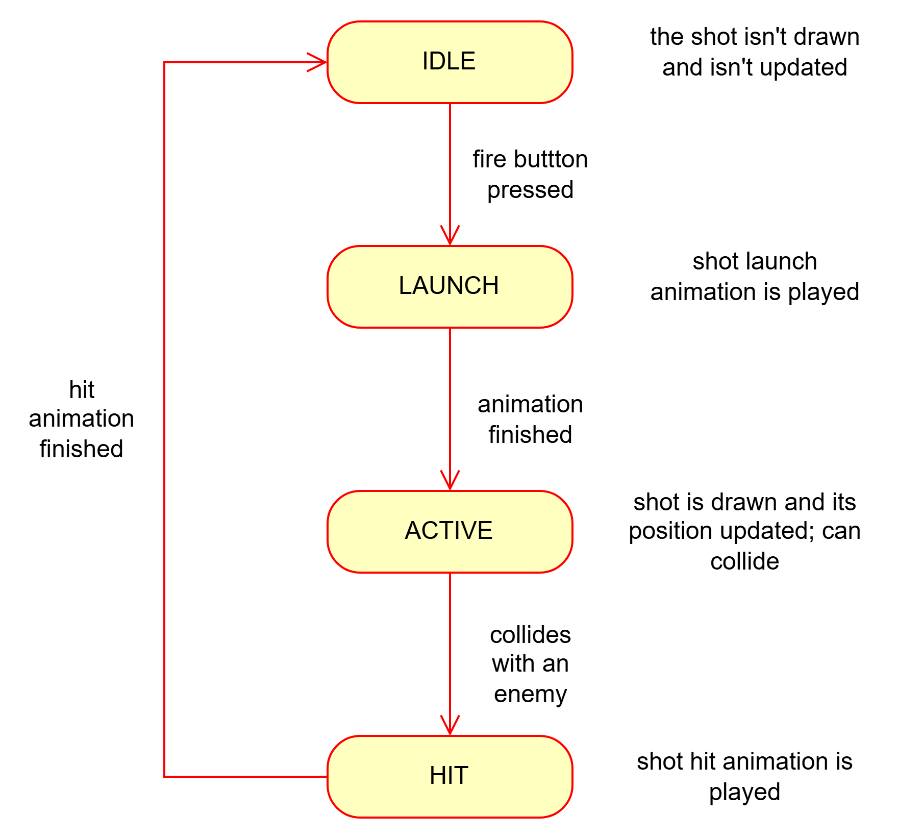 IDLE
the shot isn't drawn
and isn't updated
fire buttton
pressed
LAUNCH
shot launch
animation is played
hit
animation
finished
animation
finished
ACTIVE
shot is drawn and its
position updated; can
collide
collides
with an
enemy
HIT
shot hit animation is
played